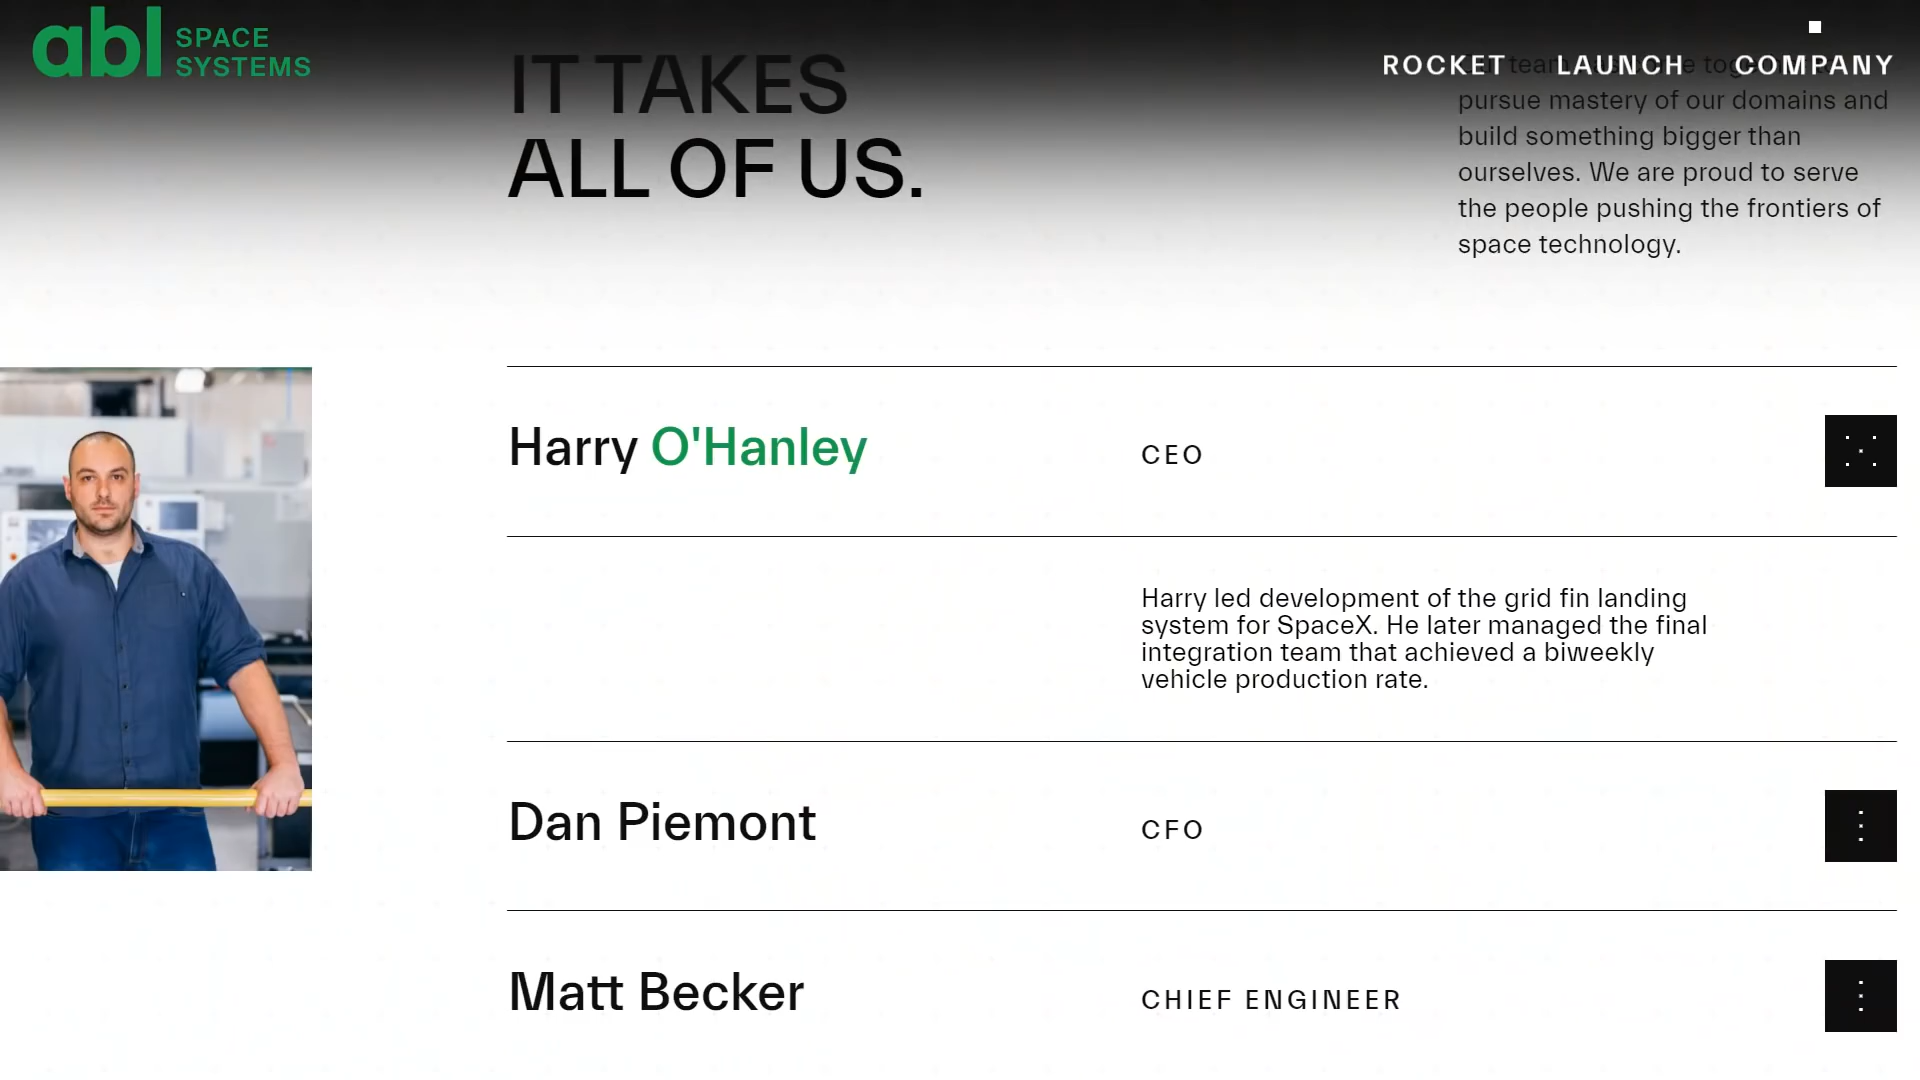 abl SPACE
SYSTEMS
ROCKET LAUNCH COMPANY
IT TAKES
ALL OF US.
team
pursue mastery of our domains and
build something bigger than
ourselves. We are proud to serve
the people pushing the frontiers of
space technology.
Harry O'Hanley
CEO
Harry led development of the grid fin landing
system for SpaceX. He later managed the final
integration team that achieved a biweekly
vehicle production rate.
Dan Piemont
CFO
Matt Becker
CHIEF ENGINEER